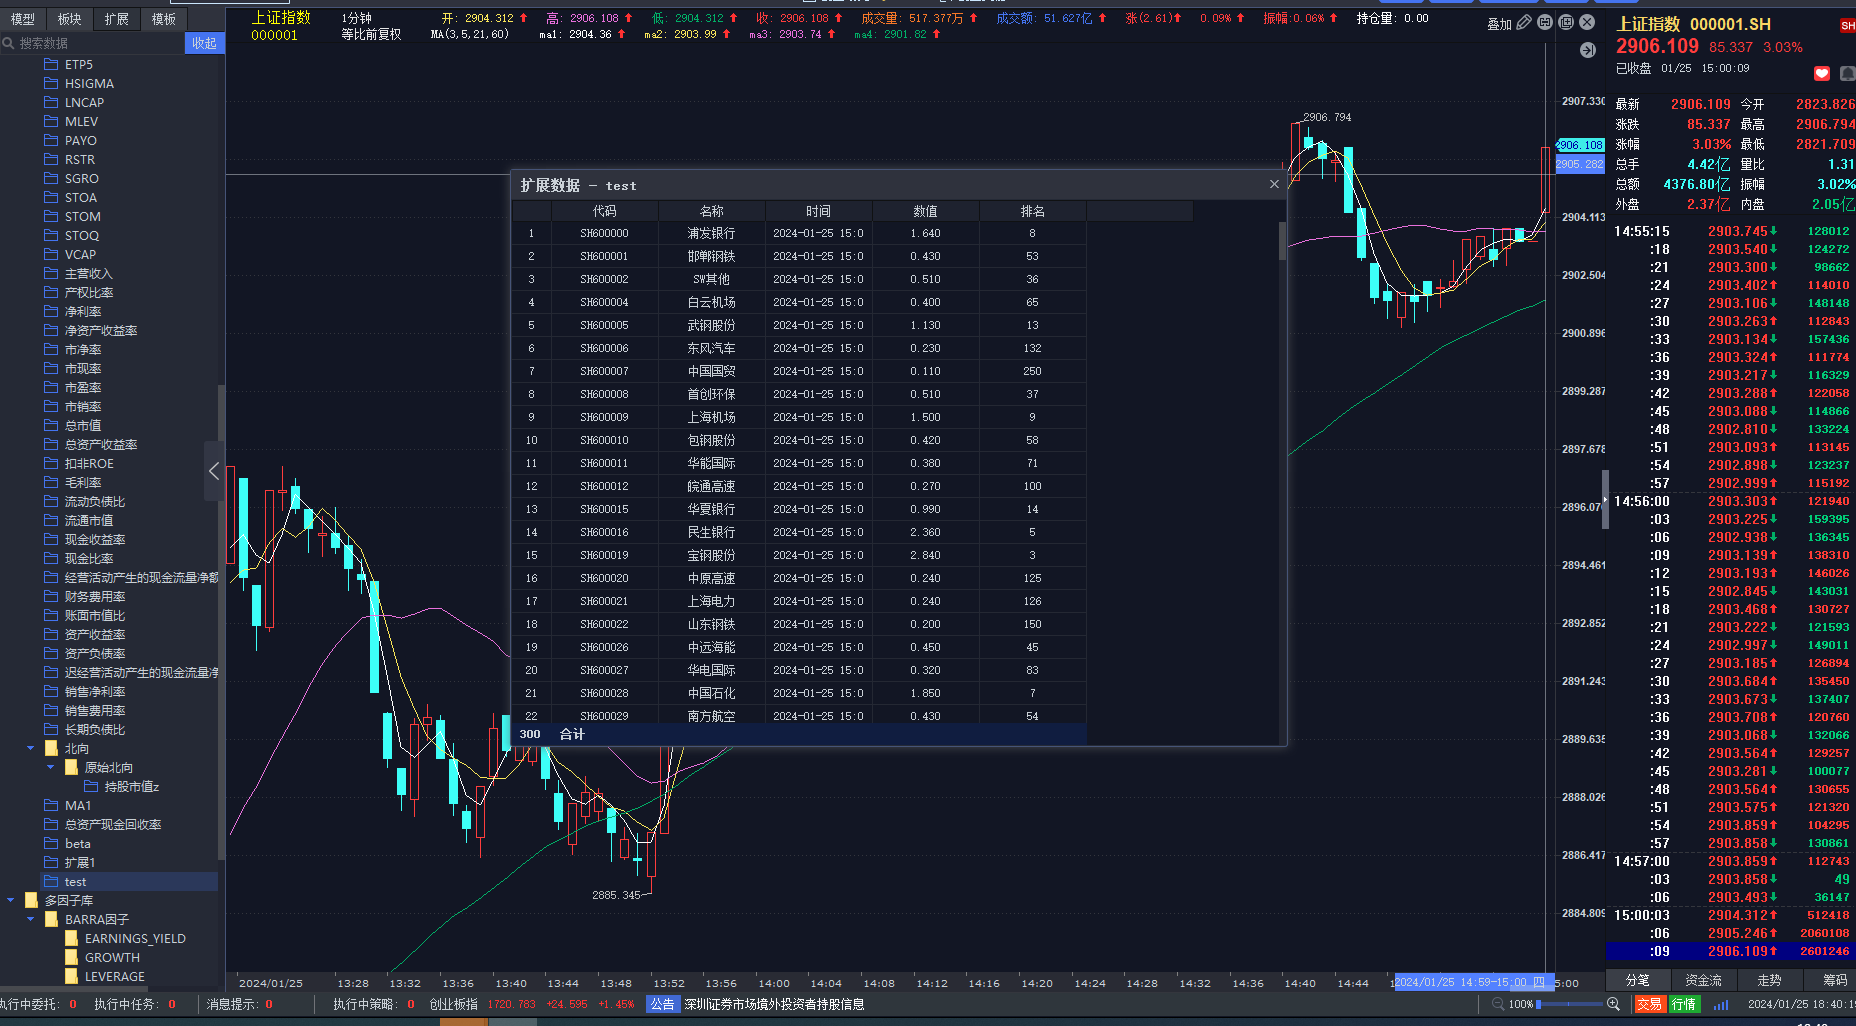 模型 板块 扩展 模板
搜索数据 收起
上证指数 1分钟 开: 2904.312 高: 2906.108 低: 2904.312 收: 2906.108 成交量: 517.377万 成交额: 51.627亿 涨(2.61) 0.09% 振幅:0.06% 持仓量: 0.00
000001 等比前复权 MA(3,5,21,60) ma1: 2904.36 ma2: 2903.99 ma3: 2903.74 ma4: 2901.82
叠加
ETP5
HSIGMA
LNCAP
MLEV
PAYO
RSTR
SGRO
STOA
STOM
STOQ
VCAP
主营收入
产权比率
净利率
净资产收益率
市净率
市现率
市盈率
市销率
总市值
总资产收益率
扣非ROE
毛利率
流动负债比
流通市值
现金收益率
现金比率
经营活动产生的现金流量净额
财务费用率
账面市值比
资产收益率
资产负债率
迟经营活动产生的现金流量净
销售净利率
销售费用率
长期负债比
北向
原始北向
持股市值z
MA1
总资产现金回收率
beta
扩展1
test
多因子库
BARRA因子
EARNINGS_YIELD
GROWTH
LEVERAGE
扩展数据 - test
代码 名称 时间 数值 排名
1 SH600000 浦发银行 2024-01-25 15:0 1.640 8
2 SH600001 邯郸钢铁 2024-01-25 15:0 0.430 53
3 SH600002 SW其他 2024-01-25 15:0 0.510 36
4 SH600004 白云机场 2024-01-25 15:0 0.400 65
5 SH600005 武钢股份 2024-01-25 15:0 1.130 13
6 SH600006 东风汽车 2024-01-25 15:0 0.230 132
7 SH600007 中国国贸 2024-01-25 15:0 0.110 250
8 SH600008 首创环保 2024-01-25 15:0 0.510 37
9 SH600009 上海机场 2024-01-25 15:0 1.500 9
10 SH600010 包钢股份 2024-01-25 15:0 0.420 58
11 SH600011 华能国际 2024-01-25 15:0 0.380 71
12 SH600012 皖通高速 2024-01-25 15:0 0.270 100
13 SH600015 华夏银行 2024-01-25 15:0 0.990 14
14 SH600016 民生银行 2024-01-25 15:0 2.360 5
15 SH600019 宝钢股份 2024-01-25 15:0 2.840 3
16 SH600020 中原高速 2024-01-25 15:0 0.240 125
17 SH600021 上海电力 2024-01-25 15:0 0.240 126
18 SH600022 山东钢铁 2024-01-25 15:0 0.200 150
19 SH600026 中远海能 2024-01-25 15:0 0.450 45
20 SH600027 华电国际 2024-01-25 15:0 0.320 83
21 SH600028 中国石化 2024-01-25 15:0 1.850 7
22 SH600029 南方航空 2024-01-25 15:0 0.430 54
300 合计
2906.794
2885.345
2907.330
2906.108
2905.282
2904.113
2902.504
2900.896
2899.287
2897.678
2896.070
2894.461
2892.852
2891.243
2889.635
2888.026
2886.417
2884.809
2024/01/25 13:28 13:32 13:36 13:40 13:44 13:48 13:52 13:56 14:00 14:04 14:08 14:12 14:16 14:20 14:24 14:28 14:32 14:36 14:40 14:44 2024/01/25 14:59-15:00 四 5:00
上证指数 000001.SH SH
2906.109 85.337 3.03%
已收盘 01/25 15:00:09
最新 2906.109 今开 2823.826
涨跌 85.337 最高 2906.794
涨幅 3.03% 最低 2821.709
总手 4.42亿 量比 1.31
总额 4376.80亿 振幅 3.02%
外盘 2.37亿 内盘 2.05亿
14:55:15 2903.745 128012
:18 2903.540 124272
:21 2903.300 98662
:24 2903.402 114010
:27 2903.106 148148
:30 2903.263 112843
:33 2903.134 157436
:36 2903.324 111774
:39 2903.217 116329
:42 2903.288 122058
:45 2903.088 114866
:48 2902.810 133224
:51 2903.093 113145
:54 2902.898 123237
:57 2902.999 115192
14:56:00 2903.303 121940
:03 2903.225 159395
:06 2902.938 136345
:09 2903.139 138310
:12 2903.193 146026
:15 2902.845 143031
:18 2903.468 130727
:21 2903.222 121593
:24 2902.997 149011
:27 2903.185 126894
:30 2903.684 135450
:33 2903.673 137407
:36 2903.708 120760
:39 2903.068 132066
:42 2903.564 129257
:45 2903.281 100077
:48 2903.564 130655
:51 2903.575 121320
:54 2903.859 104295
:57 2903.858 130861
14:57:00 2903.859 112743
:03 2903.858 49
:06 2903.493 36147
15:00:03 2904.312 512418
:06 2905.246 2060108
:09 2906.109 2601246
分笔 资金流 走势 筹码
执行中委托: 0 执行中任务: 0 消息提示: 0 执行中策略: 0 创业板指 1720.783 +24.595 +1.45% 公告 深圳证券市场境外投资者持股信息 100% 交易 行情 2024/01/25 18:40:19